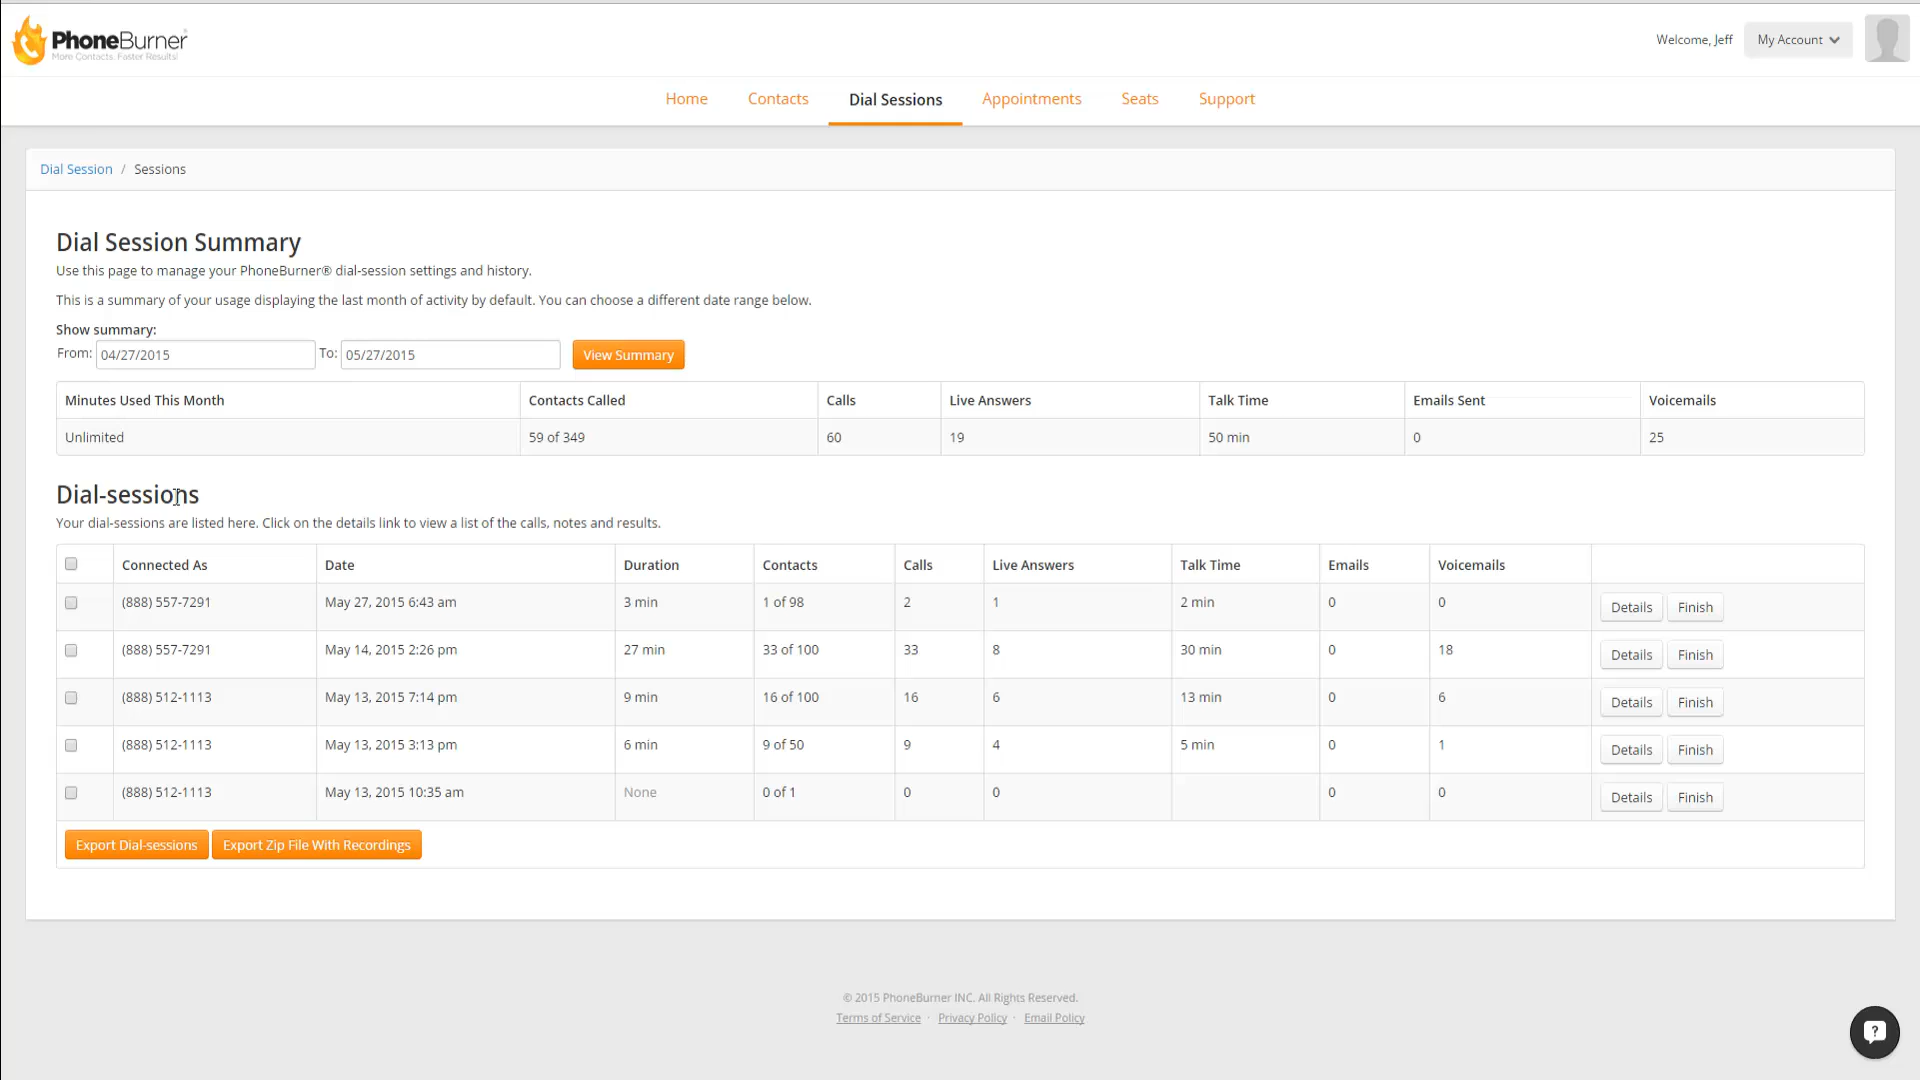 PhoneBurner®
More Contacts. Faster Results!
Welcome, Jeff
My Account
Home Contacts Dial Sessions Appointments Seats Support
Dial Session / Sessions
Dial Session Summary
Use this page to manage your PhoneBurner® dial-session settings and history.
This is a summary of your usage displaying the last month of activity by default. You can choose a different date range below.
Show summary:
From: 04/27/2015 To: 05/27/2015 View Summary
Minutes Used This Month Contacts Called Calls Live Answers Talk Time Emails Sent Voicemails
Unlimited 59 of 349 60 19 50 min 0 25
Dial-sessions
Your dial-sessions are listed here. Click on the details link to view a list of the calls, notes and results.
Connected As Date Duration Contacts Calls Live Answers Talk Time Emails Voicemails
(888) 557-7291 May 27, 2015 6:43 am 3 min 1 of 98 2 1 2 min 0 0 Details Finish
(888) 557-7291 May 14, 2015 2:26 pm 27 min 33 of 100 33 8 30 min 0 18 Details Finish
(888) 512-1113 May 13, 2015 7:14 pm 9 min 16 of 100 16 6 13 min 0 6 Details Finish
(888) 512-1113 May 13, 2015 3:13 pm 6 min 9 of 50 9 4 5 min 0 1 Details Finish
(888) 512-1113 May 13, 2015 10:35 am None 0 of 1 0 0 0 0 Details Finish
Export Dial-sessions Export Zip File With Recordings
© 2015 PhoneBurner INC. All Rights Reserved.
Terms of Service · Privacy Policy · Email Policy
?